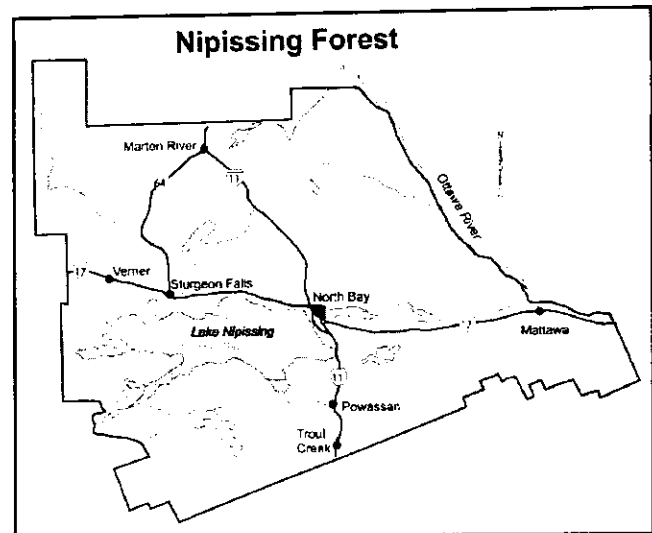 Nipissing Forest
Marten River
64
11
N
Ottawa River
17
Verner
Sturgeon Falls
North Bay
Lake Nipissing
17
Mattawa
11
Powassan
Trout
Creek